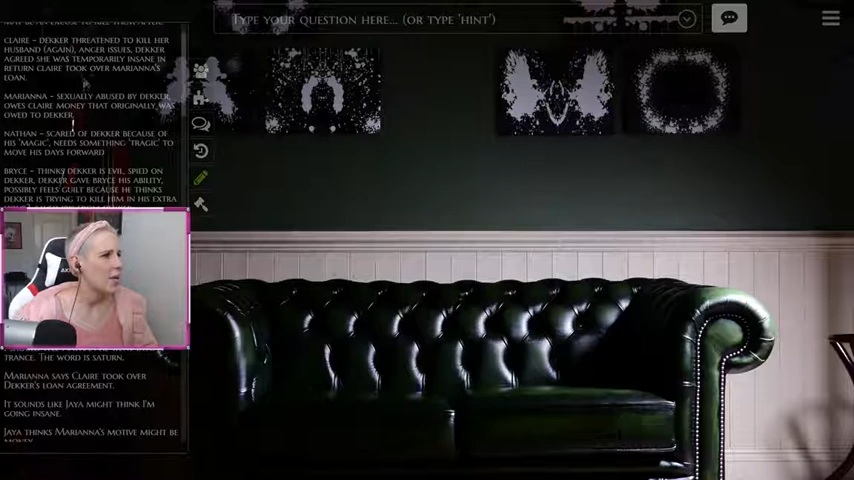 Type your question here... (or type 'hint')
Claire – Dekker threatened to kill her
husband (again), anger issues, Dekker
agreed she was temporarily insane in
return Claire took over Marianna's
loan.
Marianna – sexually abused by Dekker,
owes Claire money that originally was
owed to Dekker
Nathan – scared of Dekker because of
his 'magic', needs something 'tragic' to
move his days forward
Bryce – thinks Dekker is evil, spied on
Dekker, Dekker gave Bryce his ability,
possibly feels guilt because he thinks
Dekker is trying to kill him in his extra
trance. The word is Saturn.
Marianna says Claire took over
Dekker's loan agreement.
It sounds like Jaya might think I'm
going insane.
Jaya thinks Marianna's motive might be
money.